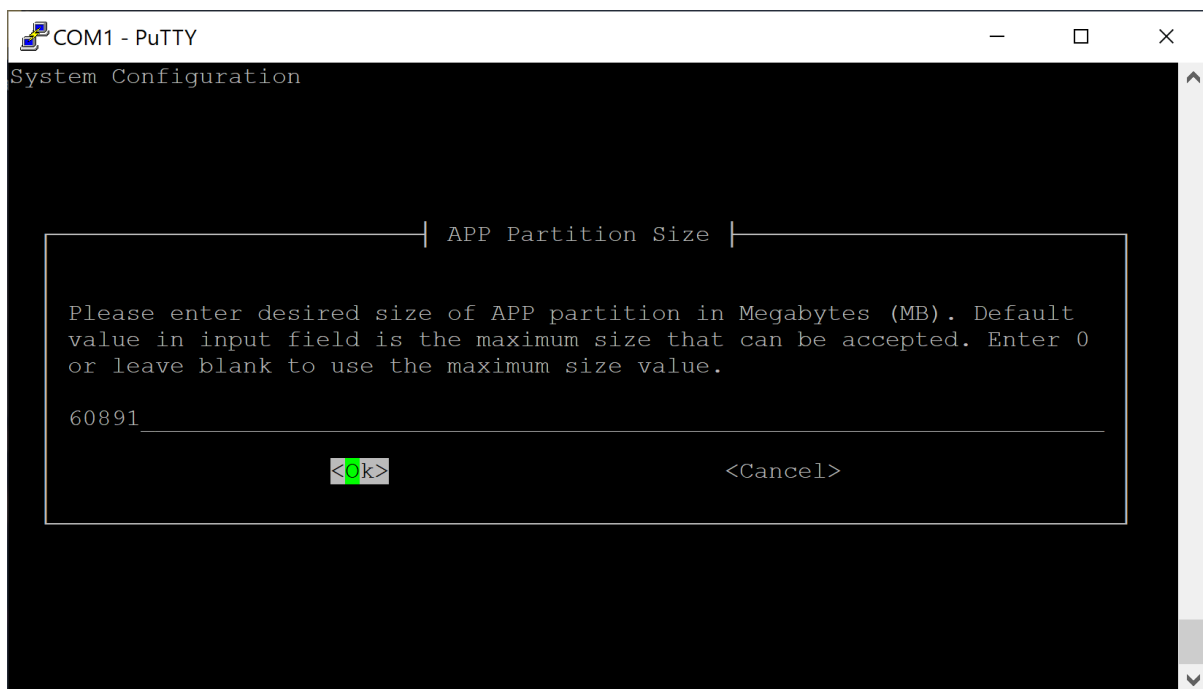 COM1 - PuTTY
System Configuration
APP Partition Size
Please enter desired size of APP partition in Megabytes (MB). Default
value in input field is the maximum size that can be accepted. Enter 0
or leave blank to use the maximum size value.
60891
<Ok> <Cancel>